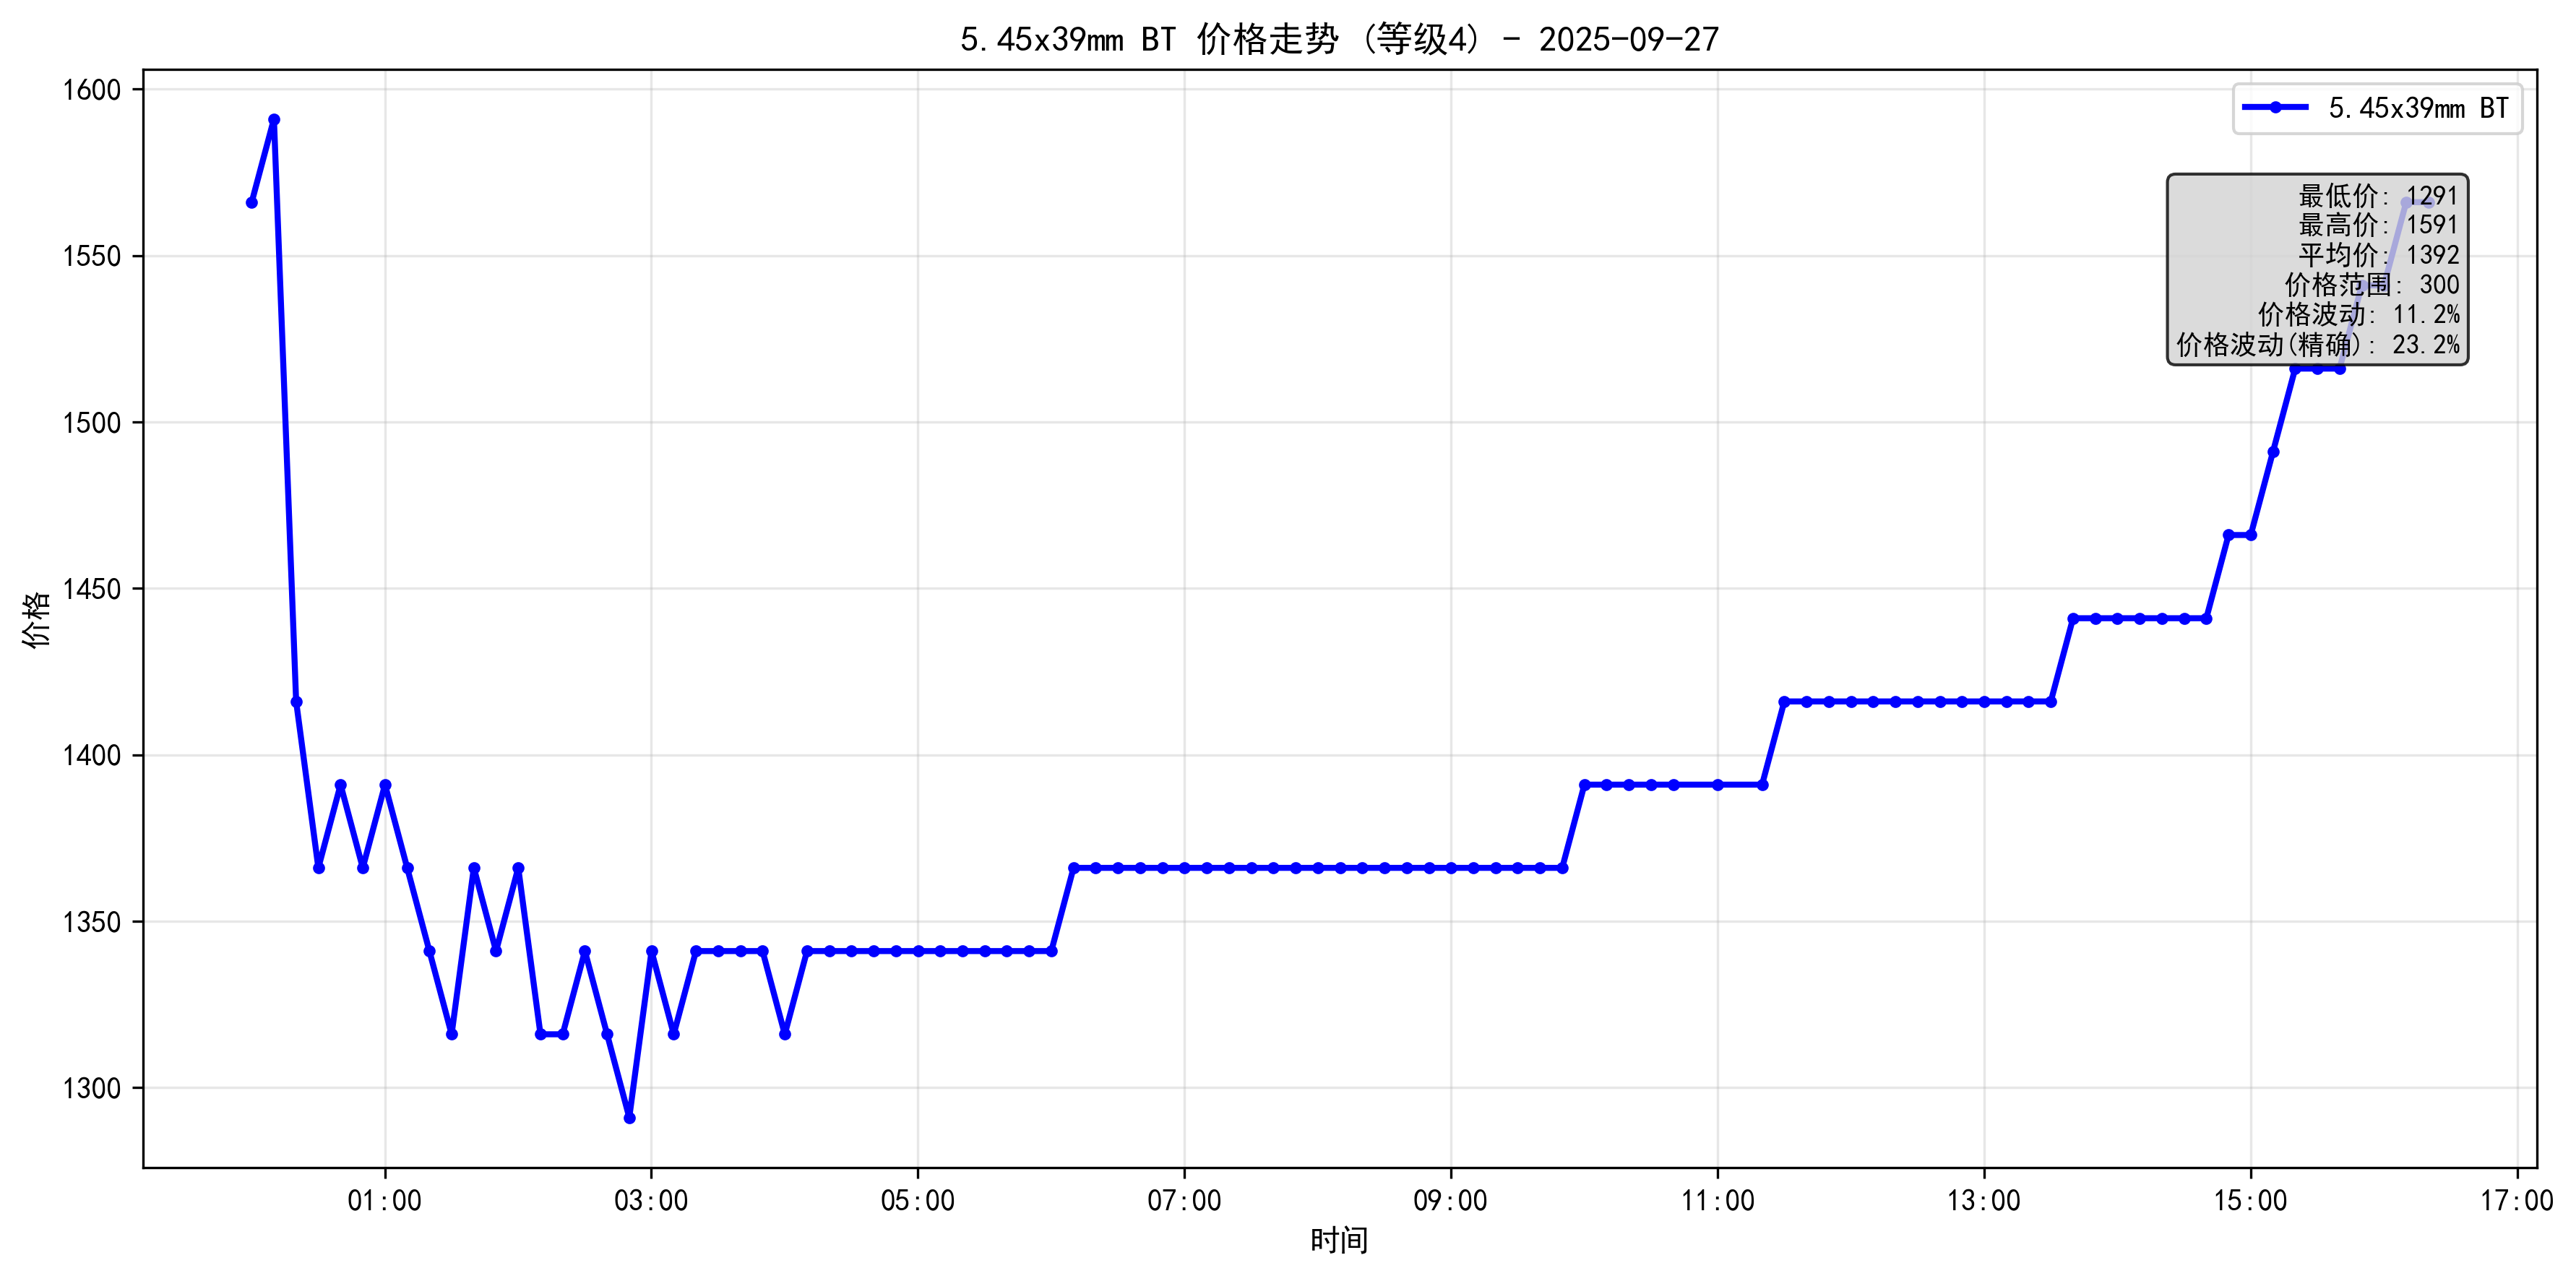 5.45x39mm BT 价格走势 (等级4) - 2025-09-27
5.45x39mm BT
最低价: 1291
最高价: 1591
平均价: 1392
价格范围: 300
价格波动: 11.2%
价格波动(精确): 23.2%
价格
1600
1550
1500
1450
1400
1350
1300
01:00 03:00 05:00 07:00 09:00 11:00 13:00 15:00 17:00
时间